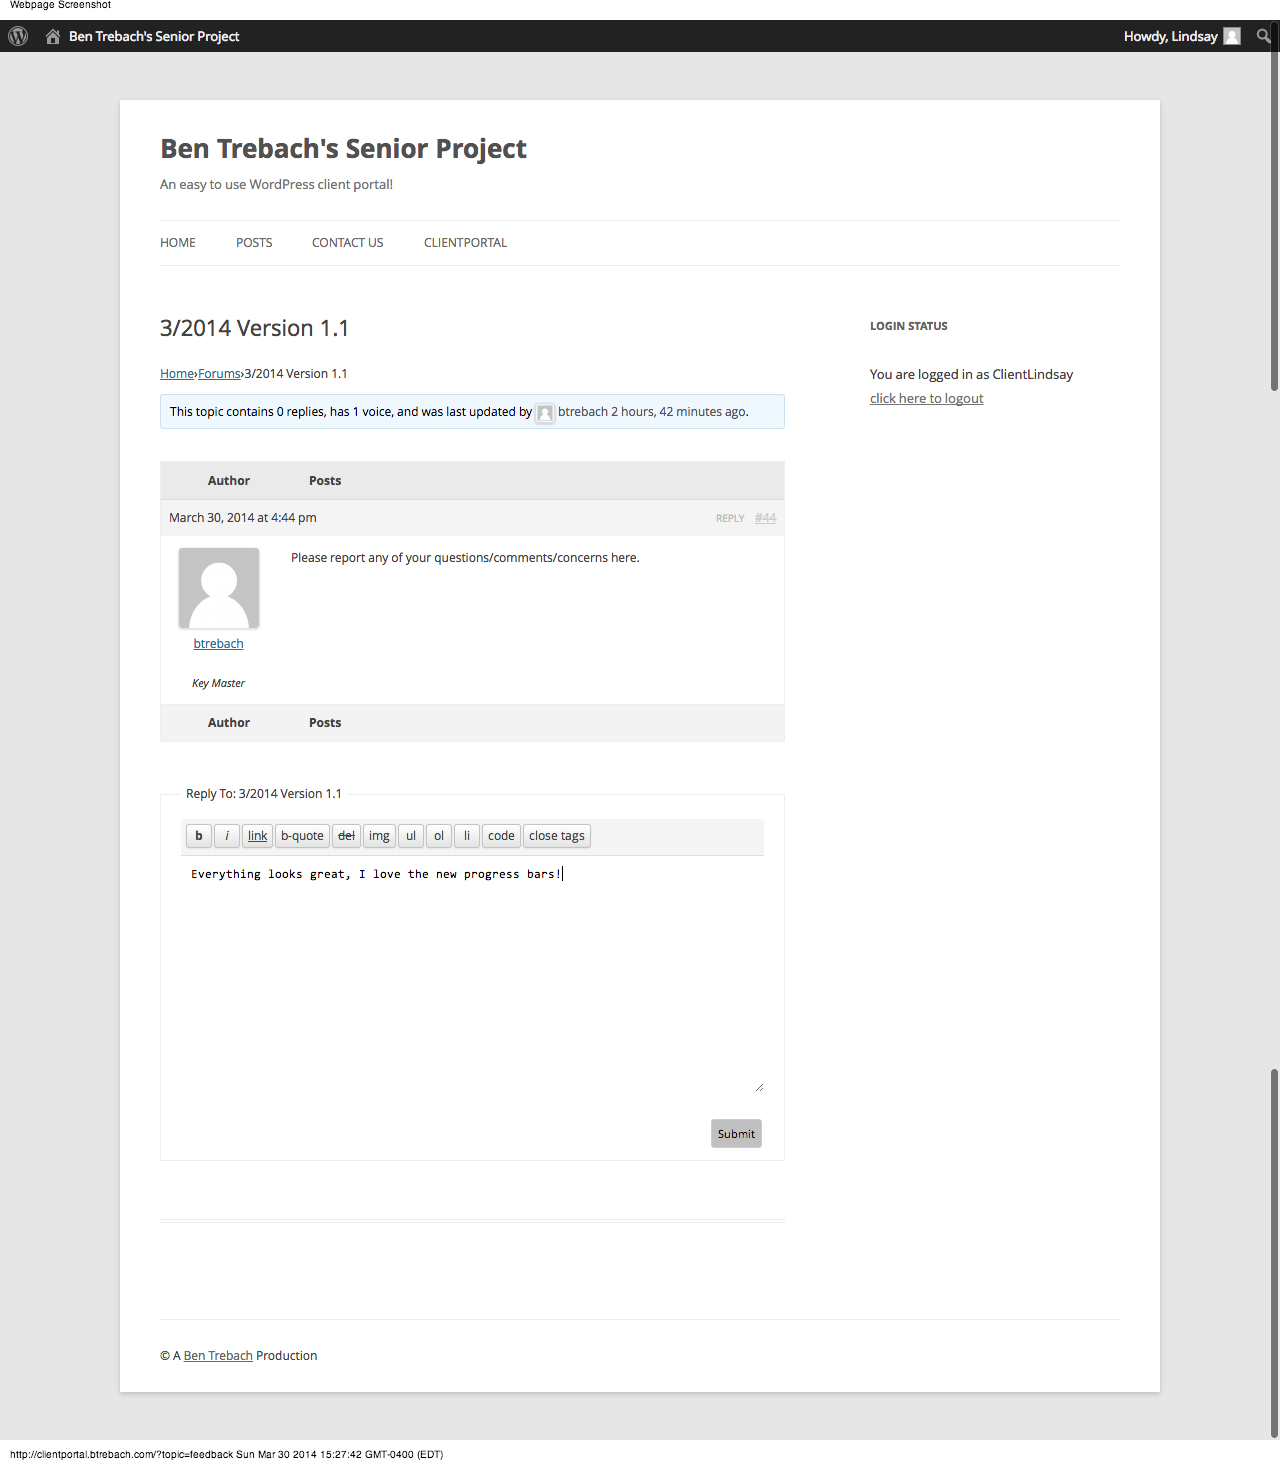 Webpage Screenshot
Ben Trebach's Senior Project
Howdy, Lindsay
Ben Trebach's Senior Project
An easy to use WordPress client portal!
HOME POSTS CONTACT US CLIENTPORTAL
3/2014 Version 1.1
Home›Forums›3/2014 Version 1.1
This topic contains 0 replies, has 1 voice, and was last updated by btrebach 2 hours, 42 minutes ago.
Author Posts
March 30, 2014 at 4:44 pm REPLY #44
Please report any of your questions/comments/concerns here.
btrebach
Key Master
Author Posts
Reply To: 3/2014 Version 1.1
b i link b-quote del img ul ol li code close tags
Everything looks great, I love the new progress bars!
Submit
LOGIN STATUS
You are logged in as ClientLindsay
click here to logout
© A Ben Trebach Production
http://clientportal.btrebach.com/?topic=feedback Sun Mar 30 2014 15:27:42 GMT-0400 (EDT)